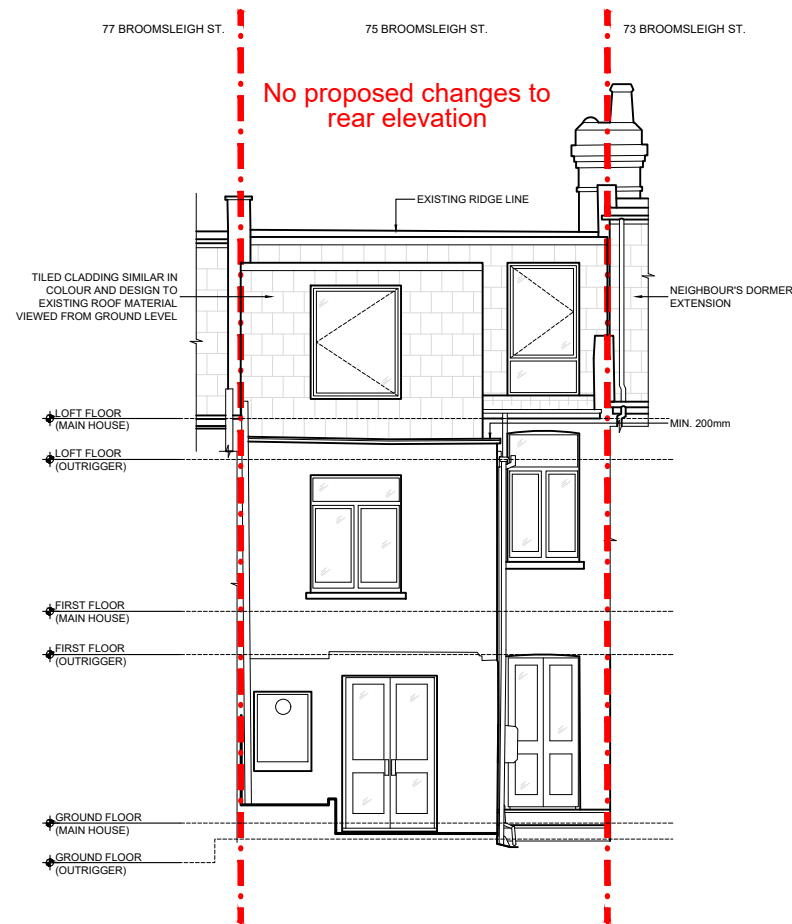 77 BROOMSLEIGH ST.
75 BROOMSLEIGH ST.
73 BROOMSLEIGH ST.
No proposed changes to
rear elevation
EXISTING RIDGE LINE
TILED CLADDING SIMILAR IN
COLOUR AND DESIGN TO
EXISTING ROOF MATERIAL
VIEWED FROM GROUND LEVEL
NEIGHBOUR'S DORMER
EXTENSION
LOFT FLOOR
(MAIN HOUSE)
MIN. 200mm
LOFT FLOOR
(OUTRIGGER)
FIRST FLOOR
(MAIN HOUSE)
FIRST FLOOR
(OUTRIGGER)
GROUND FLOOR
(MAIN HOUSE)
GROUND FLOOR
(OUTRIGGER)